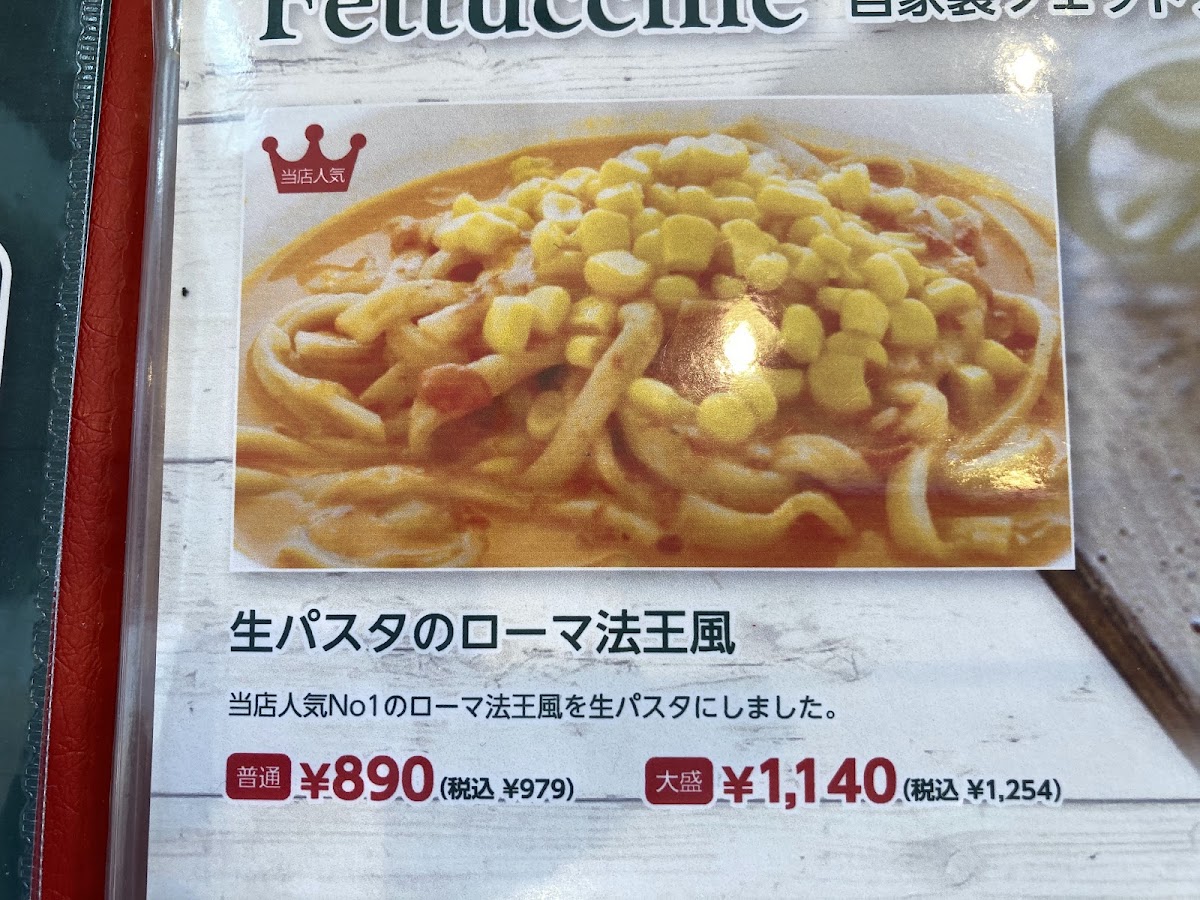 Fettuccine
当店人気
生パスタのローマ法王風
当店人気No1のローマ法王風を生パスタにしました。
普通 ¥890(税込 ¥979) 大盛 ¥1,140(税込 ¥1,254)